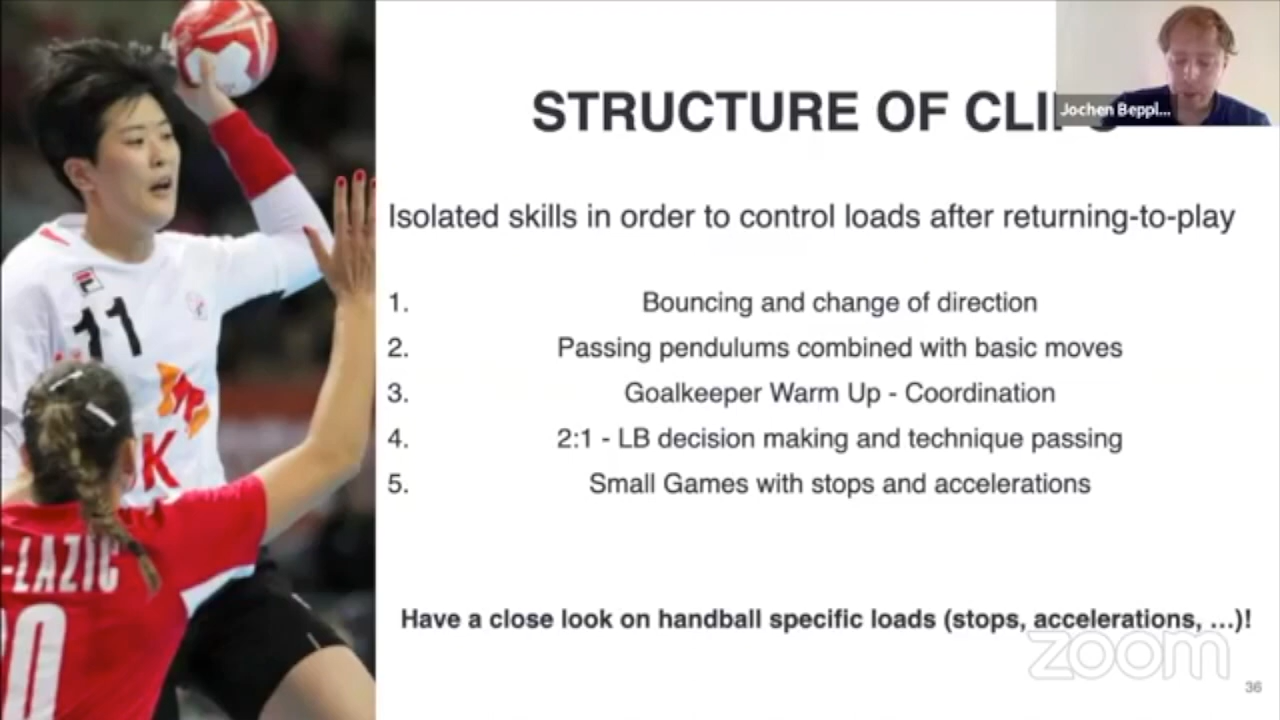 STRUCTURE OF CLIPS
Jochen Beppl...
Isolated skills in order to control loads after returning-to-play
1. Bouncing and change of direction
2. Passing pendulums combined with basic moves
3. Goalkeeper Warm Up - Coordination
4. 2:1 - LB decision making and technique passing
5. Small Games with stops and accelerations
Have a close look on handball specific loads (stops, accelerations, ...)!
zoom
36
11
K
-LAZIC